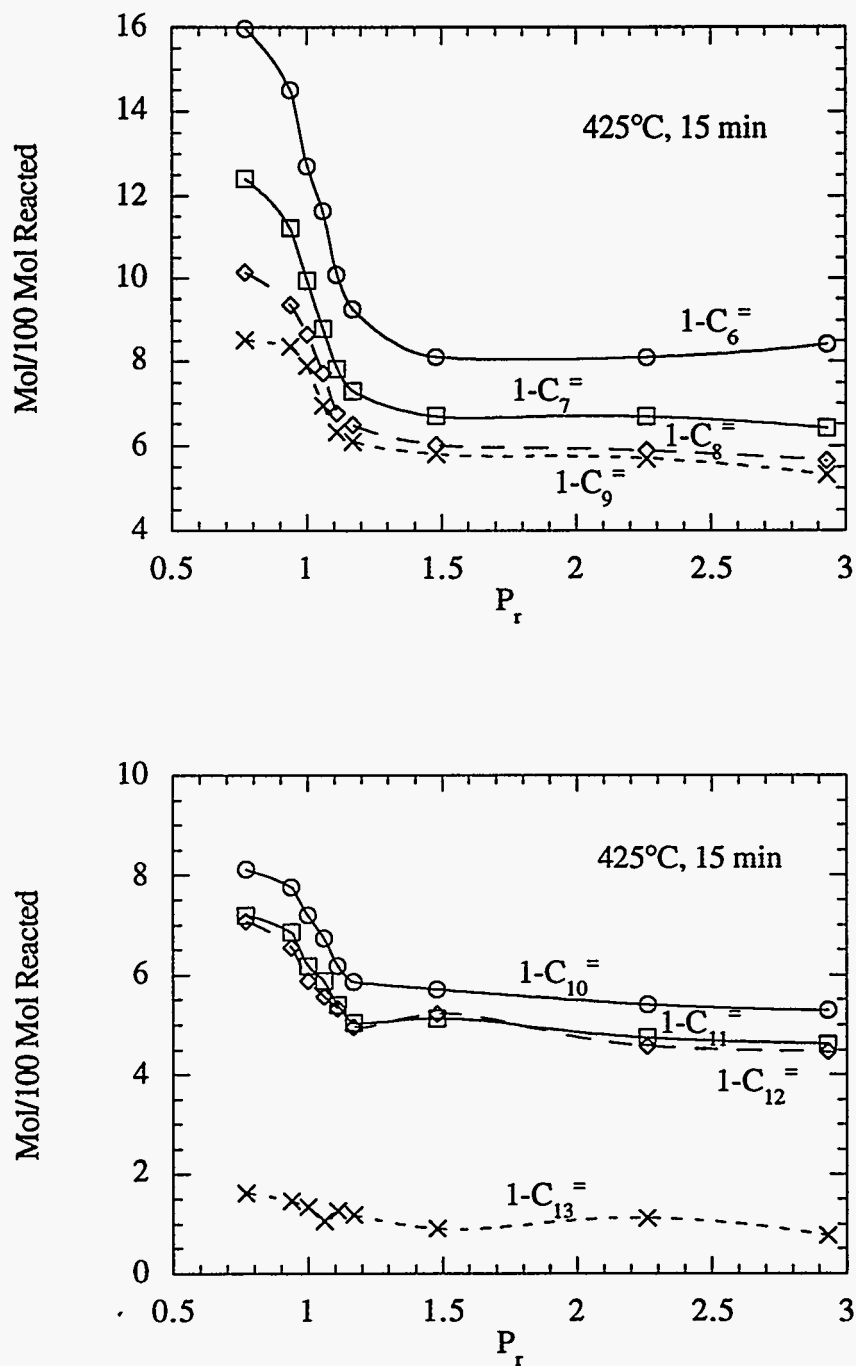 Mol/100 Mol Reacted
16
14
12
10
8
6
4
425°C, 15 min
1-C₆⁼
1-C₇⁼
1-C₈⁼
1-C₉⁼
0.5 1 1.5 2 2.5 3
Pᵣ
Mol/100 Mol Reacted
10
8
6
4
2
0
425°C, 15 min
1-C₁₀⁼
1-C₁₁⁼
1-C₁₂⁼
1-C₁₃⁼
0.5 1 1.5 2 2.5 3
Pᵣ